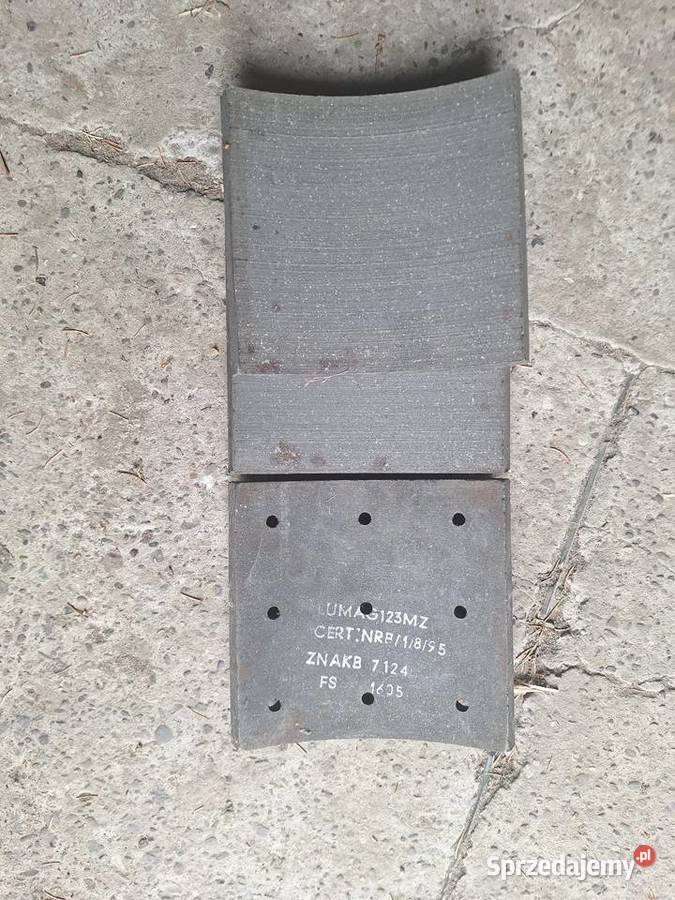 LUMAG123MZ
CERT:NRB/1/8/95
ZNAKB 7124
FS 1605
Sprzedajemy.pl